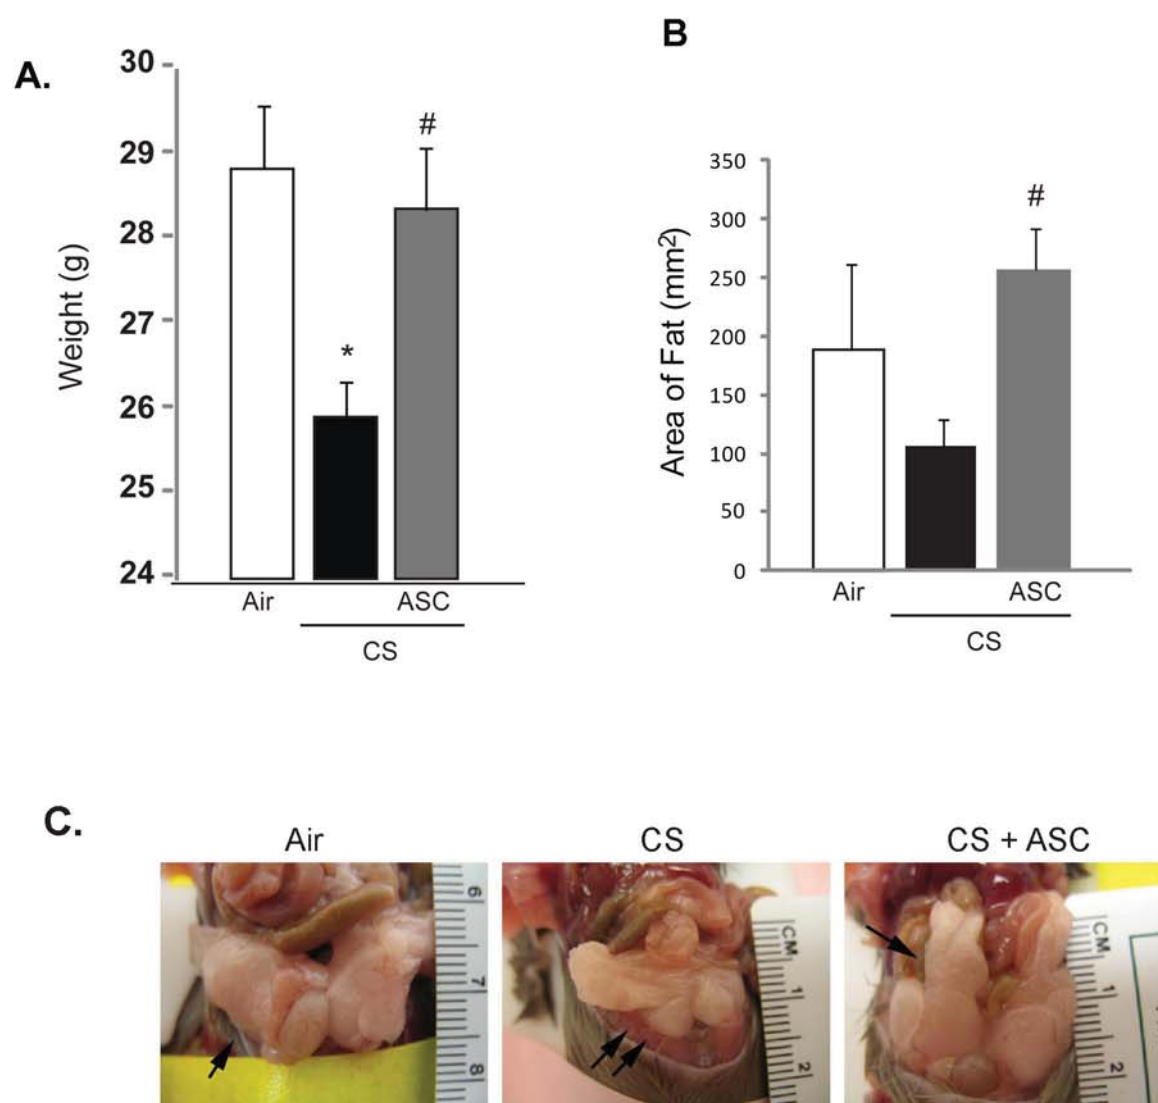 A.
30
29
28
27
26
25
24
Weight (g)
*
#
Air
ASC
CS
B
350
300
250
200
150
100
50
0
Area of Fat (mm²)
#
Air
ASC
CS
C.
Air
CS
CS + ASC
6
7
8
CM
1
2
CM
1
2